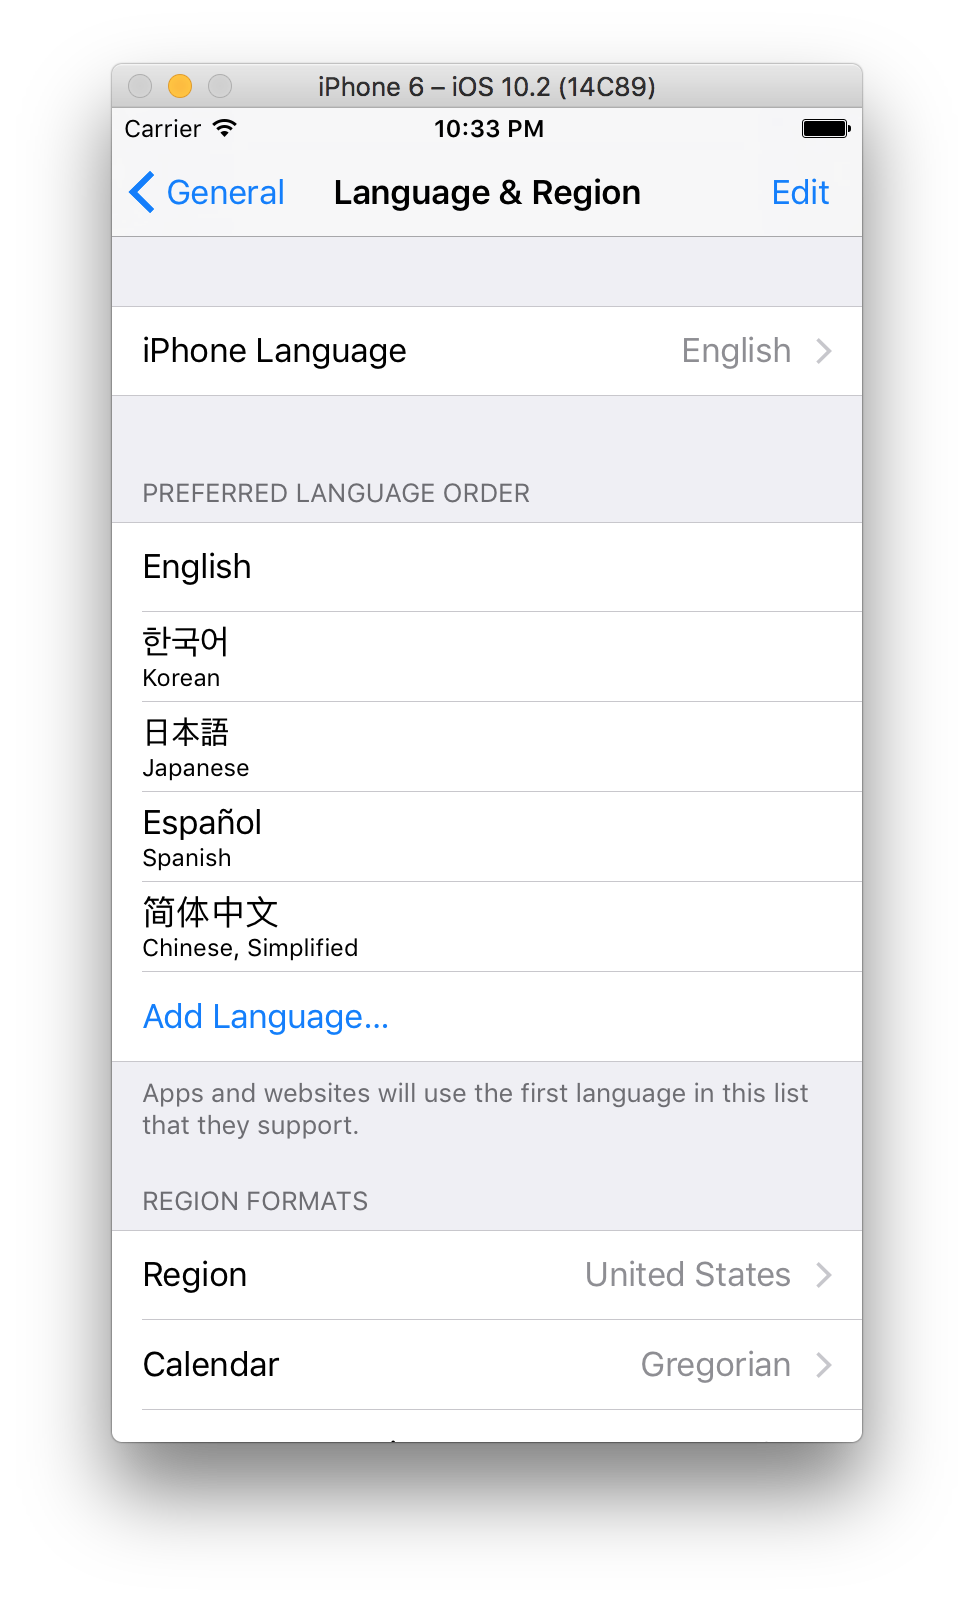 iPhone 6 – iOS 10.2 (14C89)
Carrier
10:33 PM
General
Language & Region
Edit
iPhone Language
English
PREFERRED LANGUAGE ORDER
English
한국어
Korean
日本語
Japanese
Español
Spanish
简体中文
Chinese, Simplified
Add Language...
Apps and websites will use the first language in this list
that they support.
REGION FORMATS
Region
United States
Calendar
Gregorian